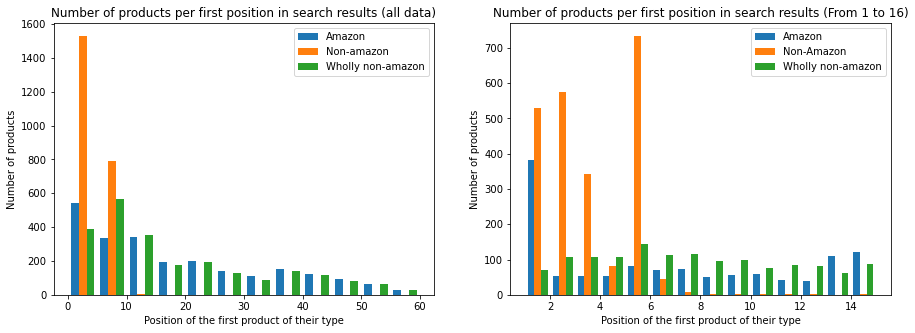 Number of products per first position in search results (all data)
1600
1400
1200
1000
800
600
400
200
0
Number of products
0 10 20 30 40 50 60
Position of the first product of their type
Amazon
Non-amazon
Wholly non-amazon
Number of products per first position in search results (From 1 to 16)
700
600
500
400
300
200
100
0
Number of products
2 4 6 8 10 12 14
Position of the first product of their type
Amazon
Non-Amazon
Wholly non-amazon